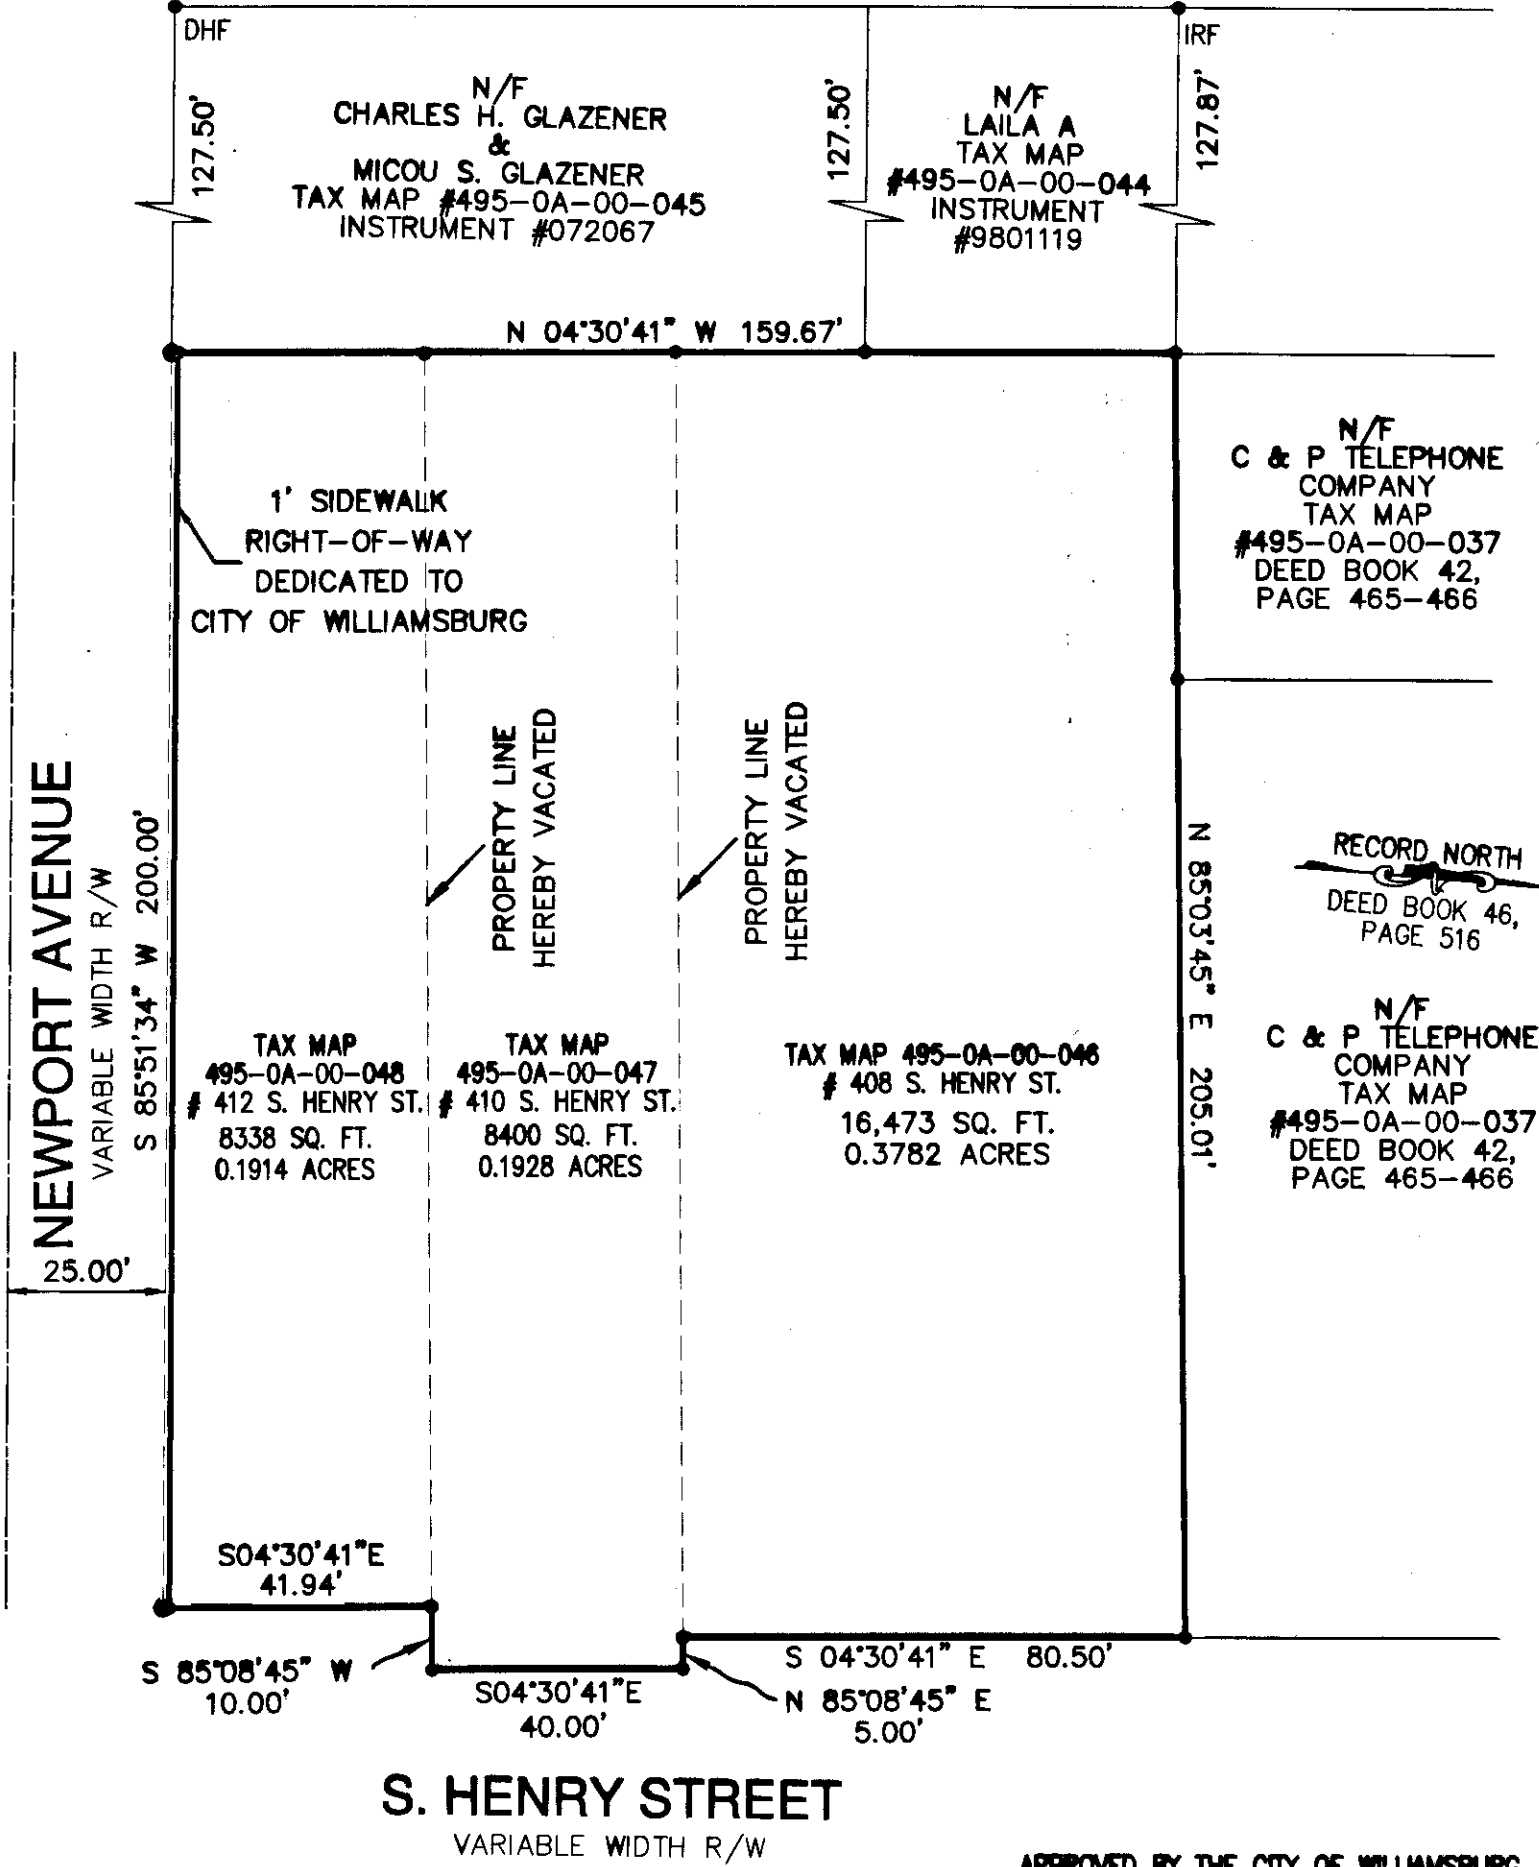 DHF
IRF
127.50'
N/F
CHARLES H. GLAZENER
&
MICOU S. GLAZENER
TAX MAP #495-0A-00-045
INSTRUMENT #072067
127.50'
N/F
LAILA A
TAX MAP
#495-0A-00-044
INSTRUMENT
#9801119
127.87'
N 04°30'41" W 159.67'
1' SIDEWALK
RIGHT-OF-WAY
DEDICATED TO
CITY OF WILLIAMSBURG
N/F
C & P TELEPHONE
COMPANY
TAX MAP
#495-0A-00-037
DEED BOOK 42,
PAGE 465-466
NEWPORT AVENUE
VARIABLE WIDTH R/W
S 85°51'34" W 200.00'
25.00'
PROPERTY LINE
HEREBY VACATED
PROPERTY LINE
HEREBY VACATED
N 85°03'45" E 205.01'
RECORD NORTH
DEED BOOK 46,
PAGE 516
TAX MAP
495-0A-00-048
# 412 S. HENRY ST.
8338 SQ. FT.
0.1914 ACRES
TAX MAP
495-0A-00-047
# 410 S. HENRY ST.
8400 SQ. FT.
0.1928 ACRES
TAX MAP 495-0A-00-046
# 408 S. HENRY ST.
16,473 SQ. FT.
0.3782 ACRES
N/F
C & P TELEPHONE
COMPANY
TAX MAP
#495-0A-00-037
DEED BOOK 42,
PAGE 465-466
S04°30'41"E
41.94'
S 85°08'45" W
10.00'
S04°30'41"E
40.00'
S 04°30'41" E 80.50'
N 85°08'45" E
5.00'
S. HENRY STREET
VARIABLE WIDTH R/W
APPROVED BY THE CITY OF WILLIAMSBURG